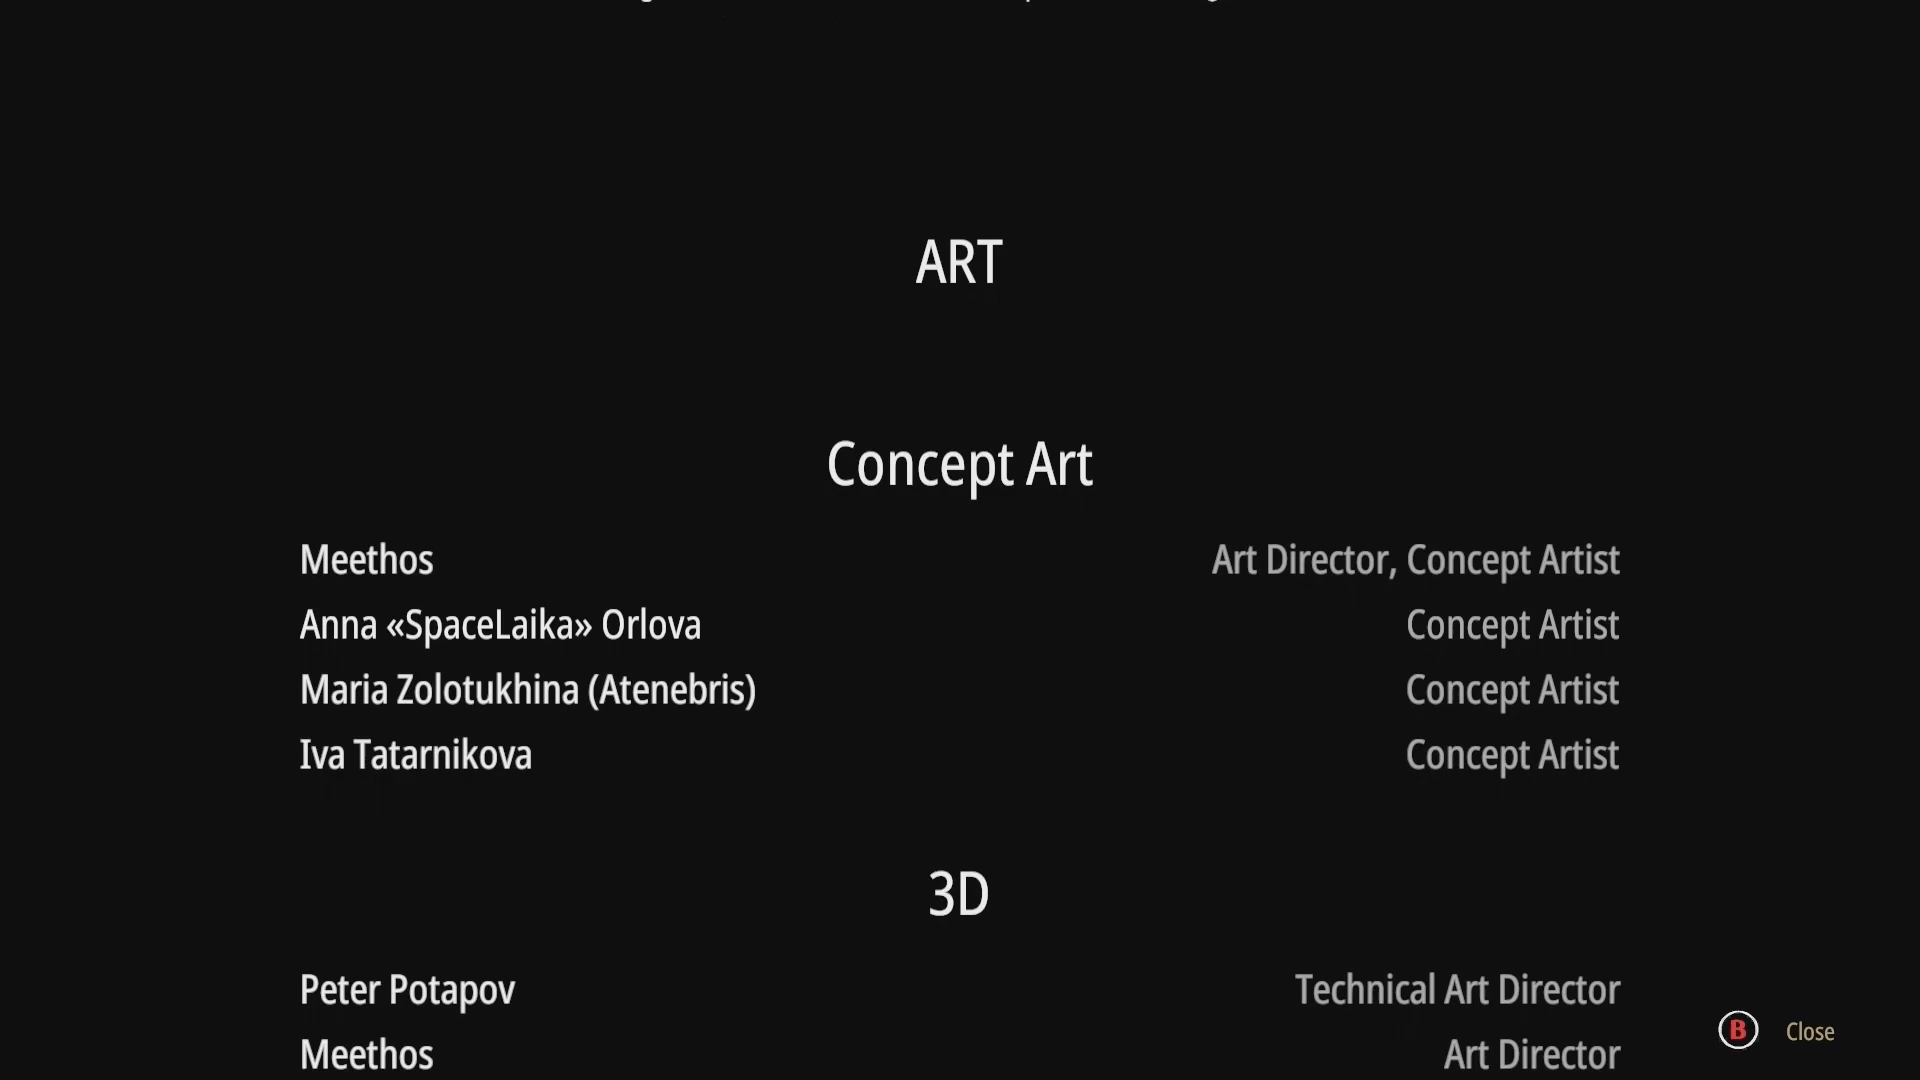 ART
Concept Art
Meethos Art Director, Concept Artist
Anna «SpaceLaika» Orlova Concept Artist
Maria Zolotukhina (Atenebris) Concept Artist
Iva Tatarnikova Concept Artist
3D
Peter Potapov Technical Art Director
Meethos Art Director
B Close